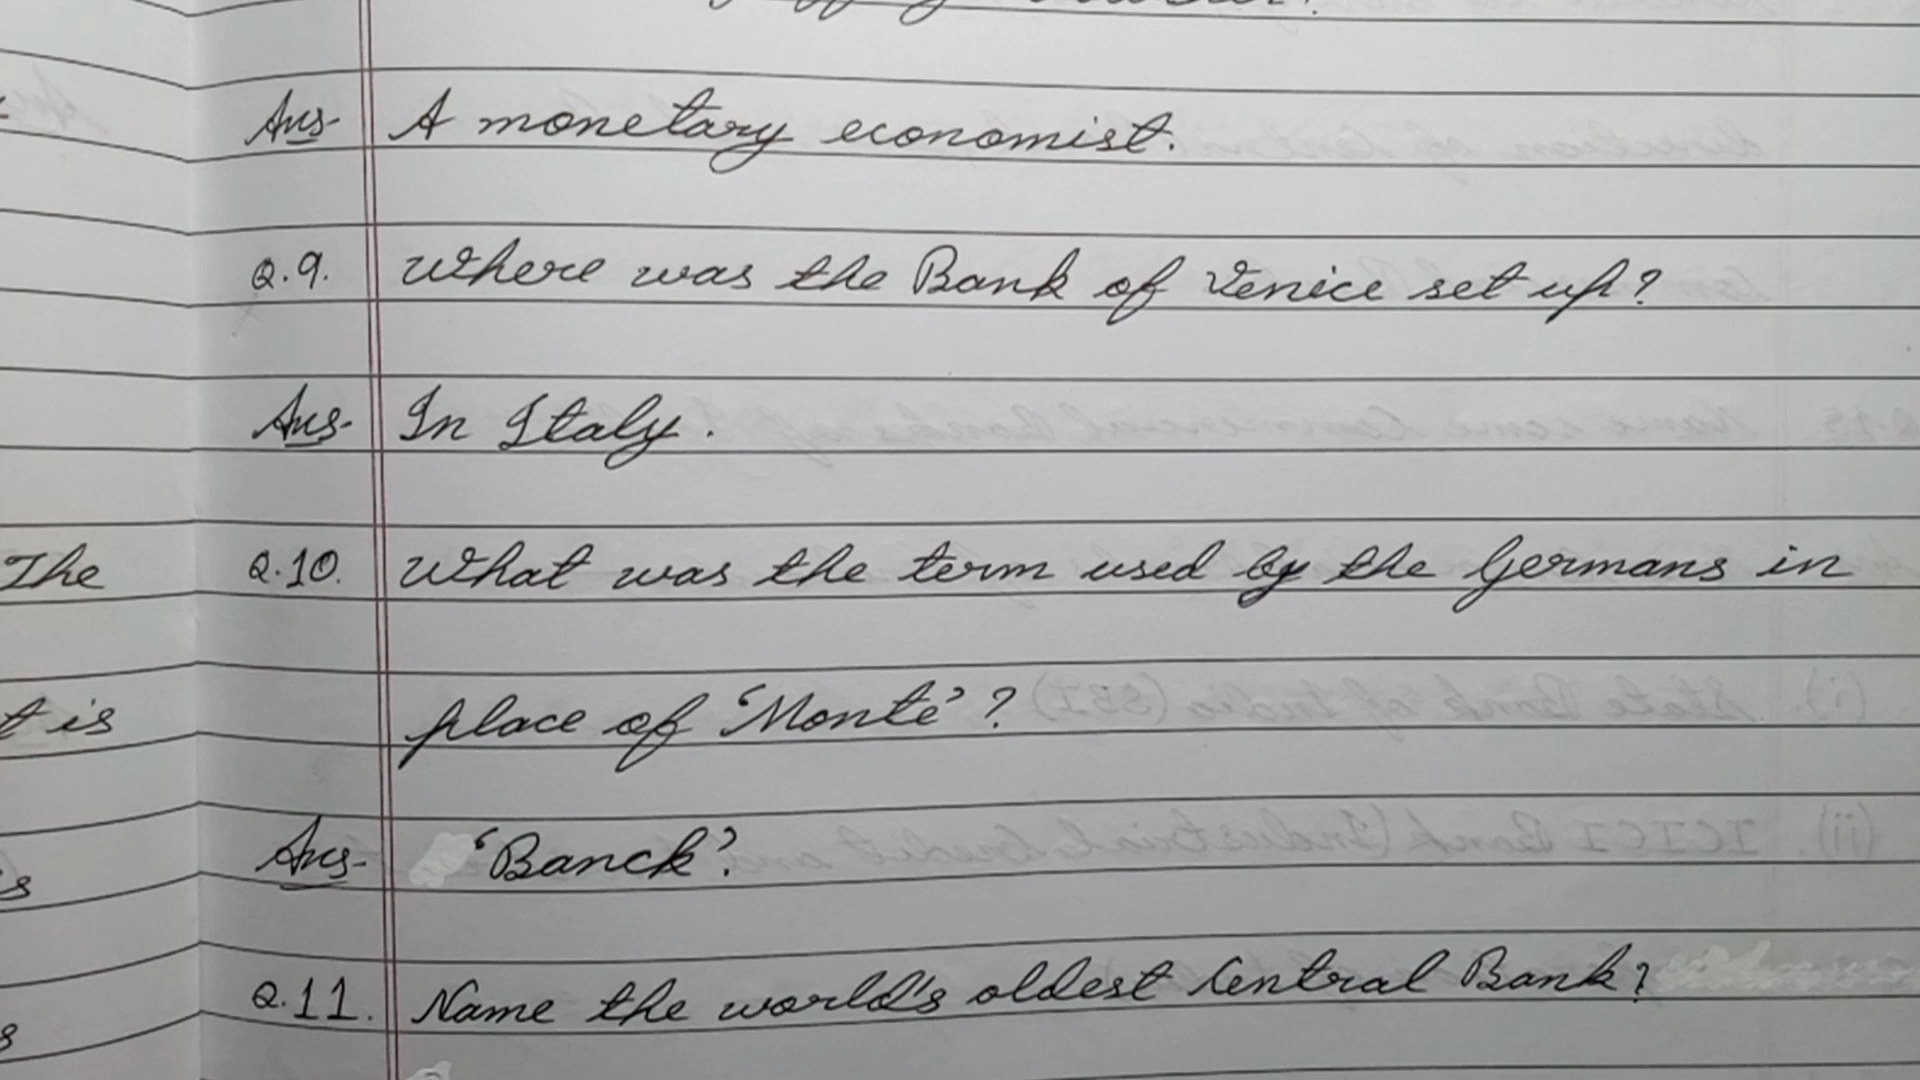 Ans- A monetary economist.
Q.9. Where was the Bank of Venice set up?
Ans- In Italy.
The
Q.10. What was the term used by the Germans in
t is
place of 'Monte'?
Ans- 'Banck'.
s
Q.11. Name the world's oldest Central Bank?
s